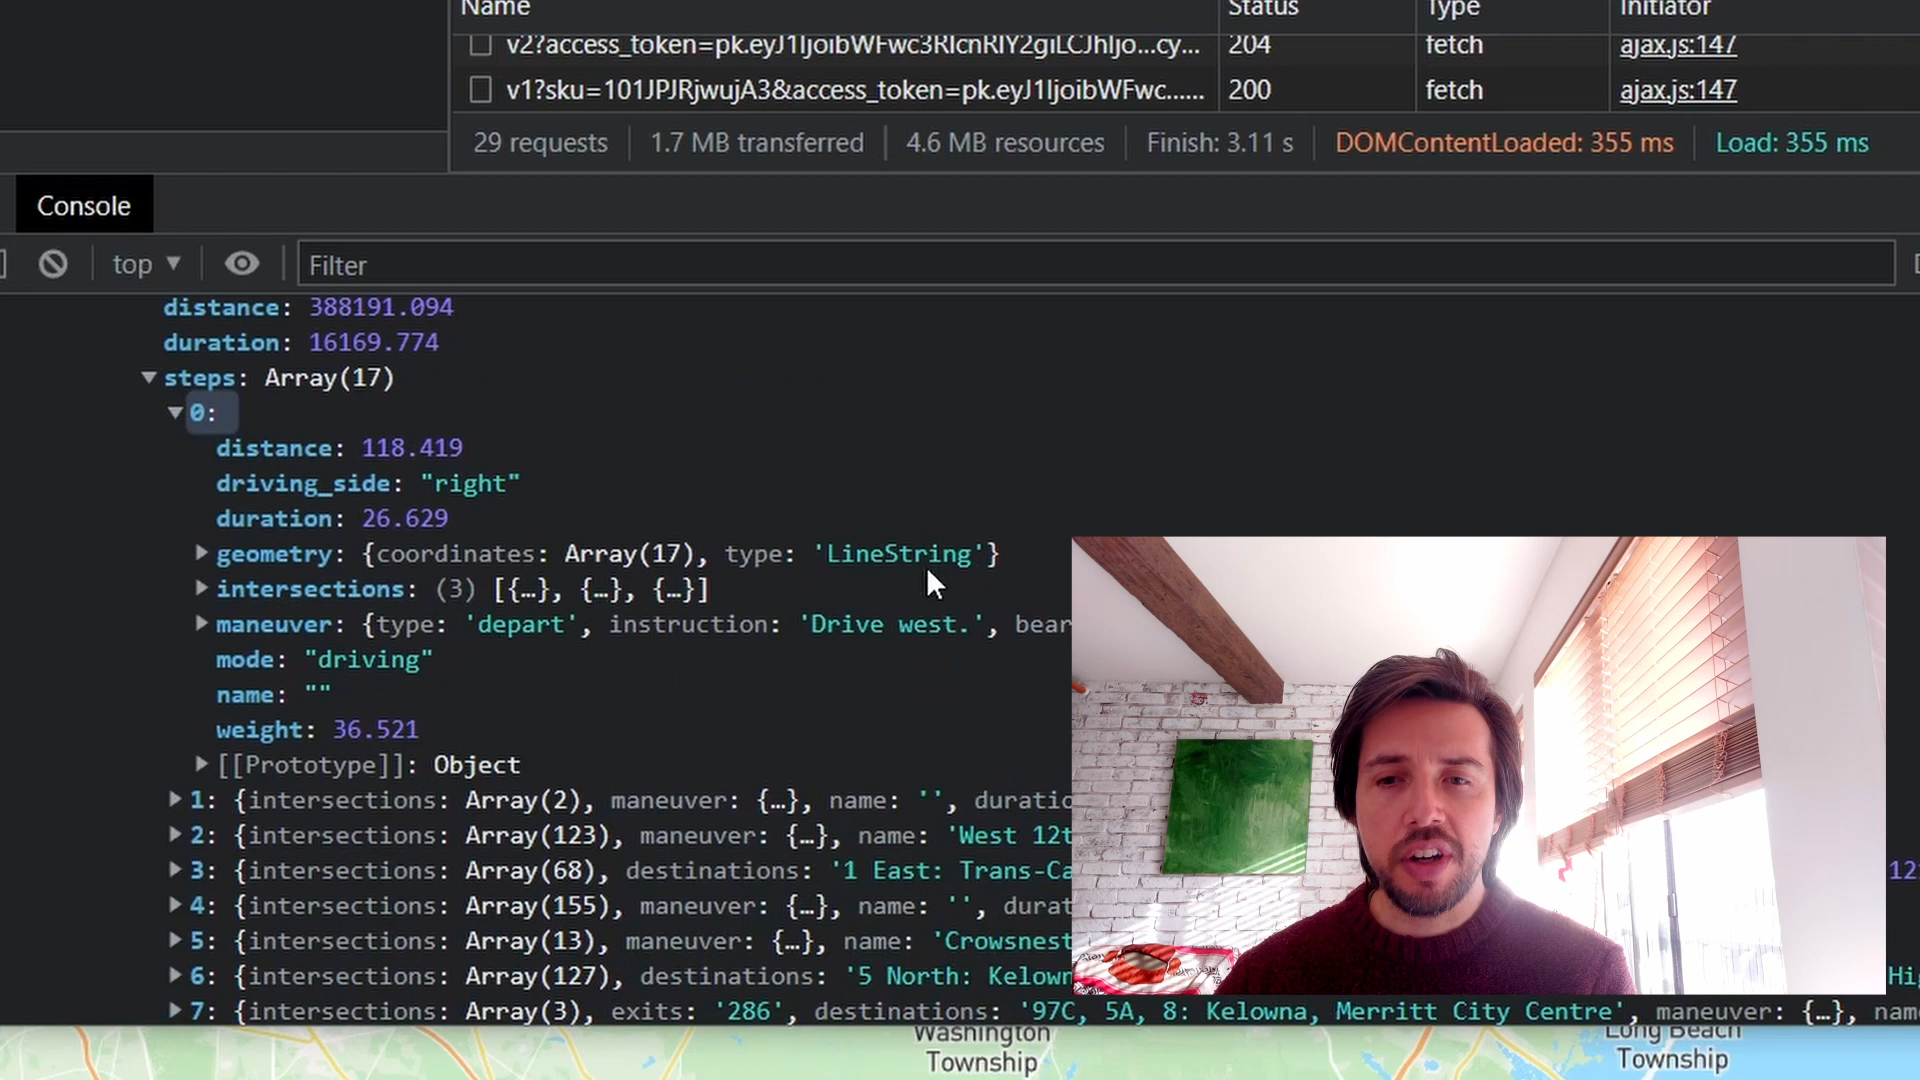 Name Status Type Initiator
v2?access_token=pk.eyJ1IjoibWFwc3RlcnRlY2giLCJhIjo...cy... 204 fetch ajax.js:147
v1?sku=101JPJRjwujA3&access_token=pk.eyJ1IjoibWFwc...... 200 fetch ajax.js:147
29 requests 1.7 MB transferred 4.6 MB resources Finish: 3.11 s DOMContentLoaded: 355 ms Load: 355 ms
Console
top ▼ Filter
distance: 388191.094
duration: 16169.774
▼ steps: Array(17)
▼ 0:
distance: 118.419
driving_side: "right"
duration: 26.629
▶ geometry: {coordinates: Array(17), type: 'LineString'}
▶ intersections: (3) [{…}, {…}, {…}]
▶ maneuver: {type: 'depart', instruction: 'Drive west.', bear
mode: "driving"
name: ""
weight: 36.521
▶ [[Prototype]]: Object
▶ 1: {intersections: Array(2), maneuver: {…}, name: '', duratio
▶ 2: {intersections: Array(123), maneuver: {…}, name: 'West 12t
▶ 3: {intersections: Array(68), destinations: '1 East: Trans-Ca 12
▶ 4: {intersections: Array(155), maneuver: {…}, name: '', durat
▶ 5: {intersections: Array(13), maneuver: {…}, name: 'Crowsnest
▶ 6: {intersections: Array(127), destinations: '5 North: Kelown Hi
▶ 7: {intersections: Array(3), exits: '286', destinations: '97C, 5A, 8: Kelowna, Merritt City Centre', maneuver: {…}, name
Washington
Township
Long Beach
Township